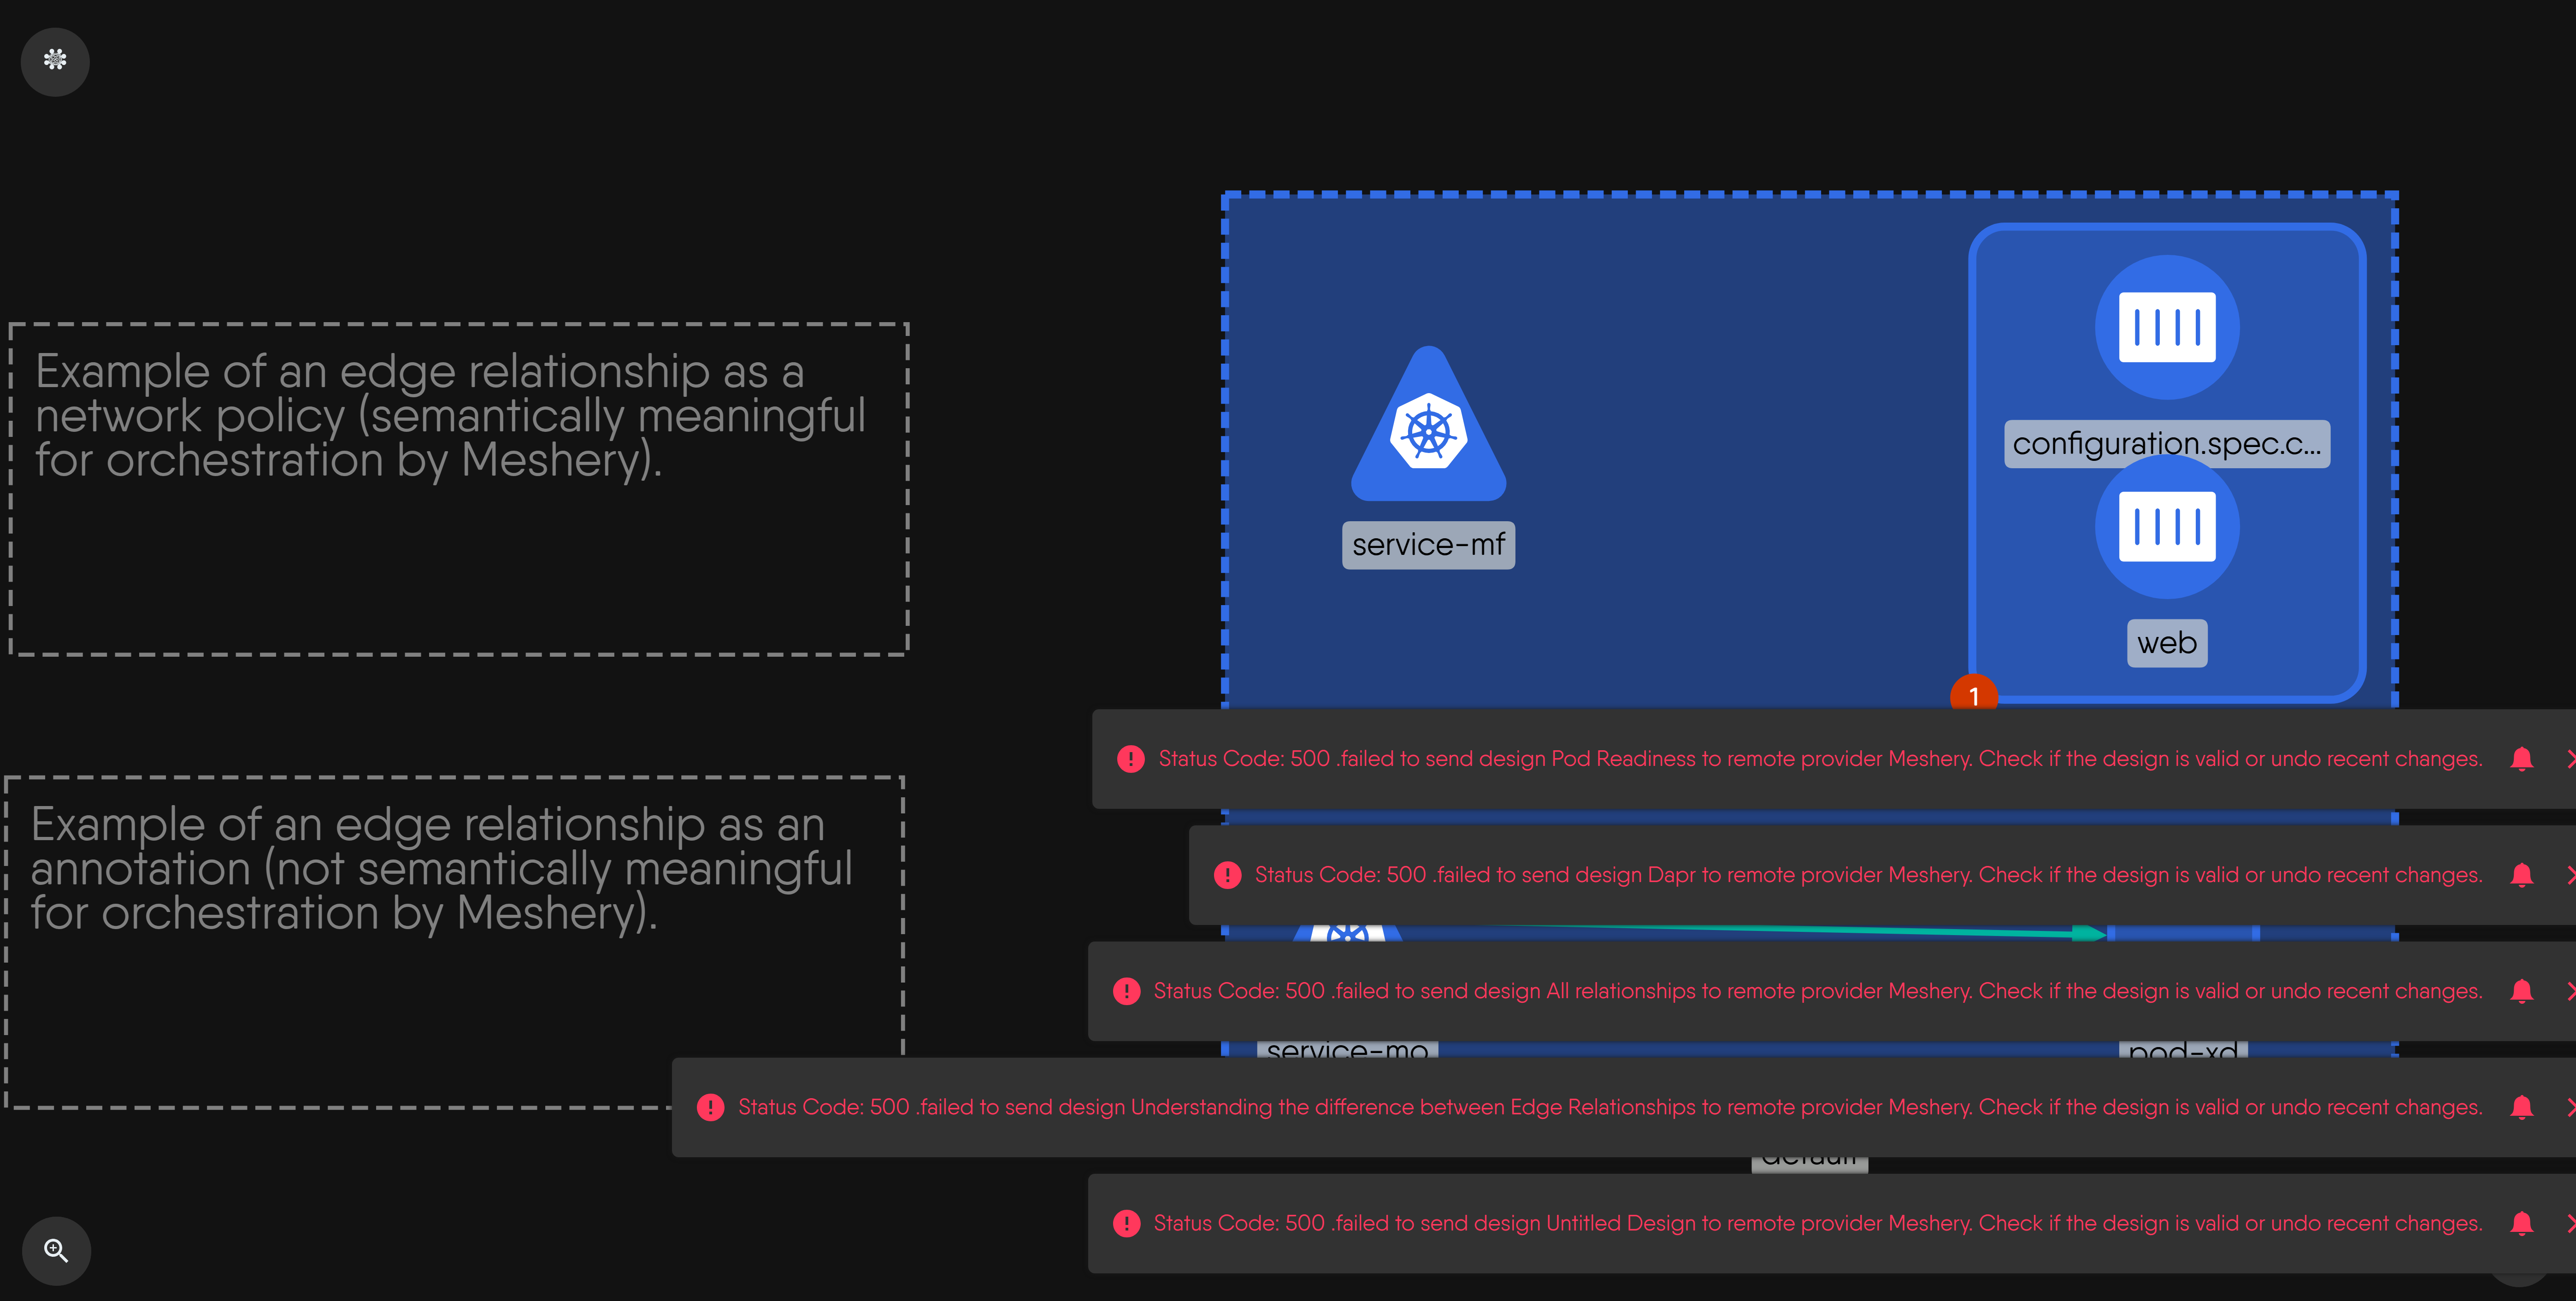 Example of an edge relationship as a
network policy (semantically meaningful
for orchestration by Meshery).
configuration.spec.c...
service-mf
web
1
Status Code: 500 .failed to send design Pod Readiness to remote provider Meshery. Check if the design is valid or undo recent changes.
Example of an edge relationship as an
annotation (not semantically meaningful
for orchestration by Meshery).
Status Code: 500 .failed to send design Dapr to remote provider Meshery. Check if the design is valid or undo recent changes.
Status Code: 500 .failed to send design All relationships to remote provider Meshery. Check if the design is valid or undo recent changes.
service-mo
pod-xd
Status Code: 500 .failed to send design Understanding the difference between Edge Relationships to remote provider Meshery. Check if the design is valid or undo recent changes.
default
Status Code: 500 .failed to send design Untitled Design to remote provider Meshery. Check if the design is valid or undo recent changes.